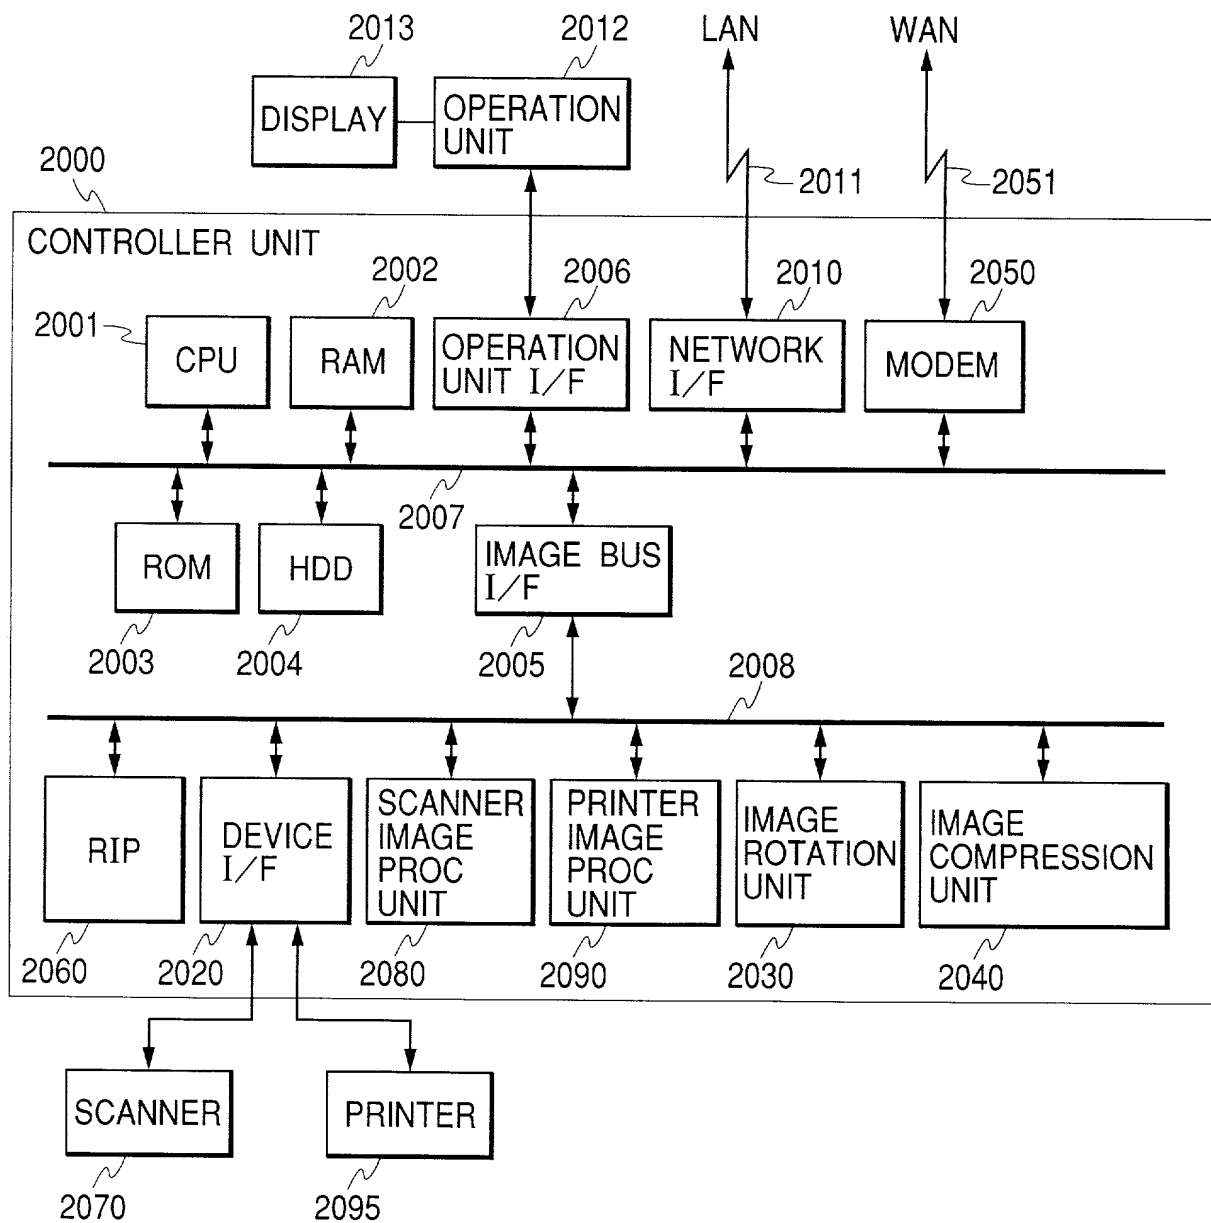 2013
2012
LAN
WAN
DISPLAY
OPERATION
UNIT
2000
2011
2051
CONTROLLER UNIT
2001
2002
2006
2010
2050
CPU
RAM
OPERATION
UNIT I/F
NETWORK
I/F
MODEM
2007
ROM
HDD
IMAGE BUS
I/F
2003
2004
2005
2008
RIP
DEVICE
I/F
SCANNER
IMAGE
PROC
UNIT
PRINTER
IMAGE
PROC
UNIT
IMAGE
ROTATION
UNIT
IMAGE
COMPRESSION
UNIT
2060
2020
2080
2090
2030
2040
SCANNER
PRINTER
2070
2095